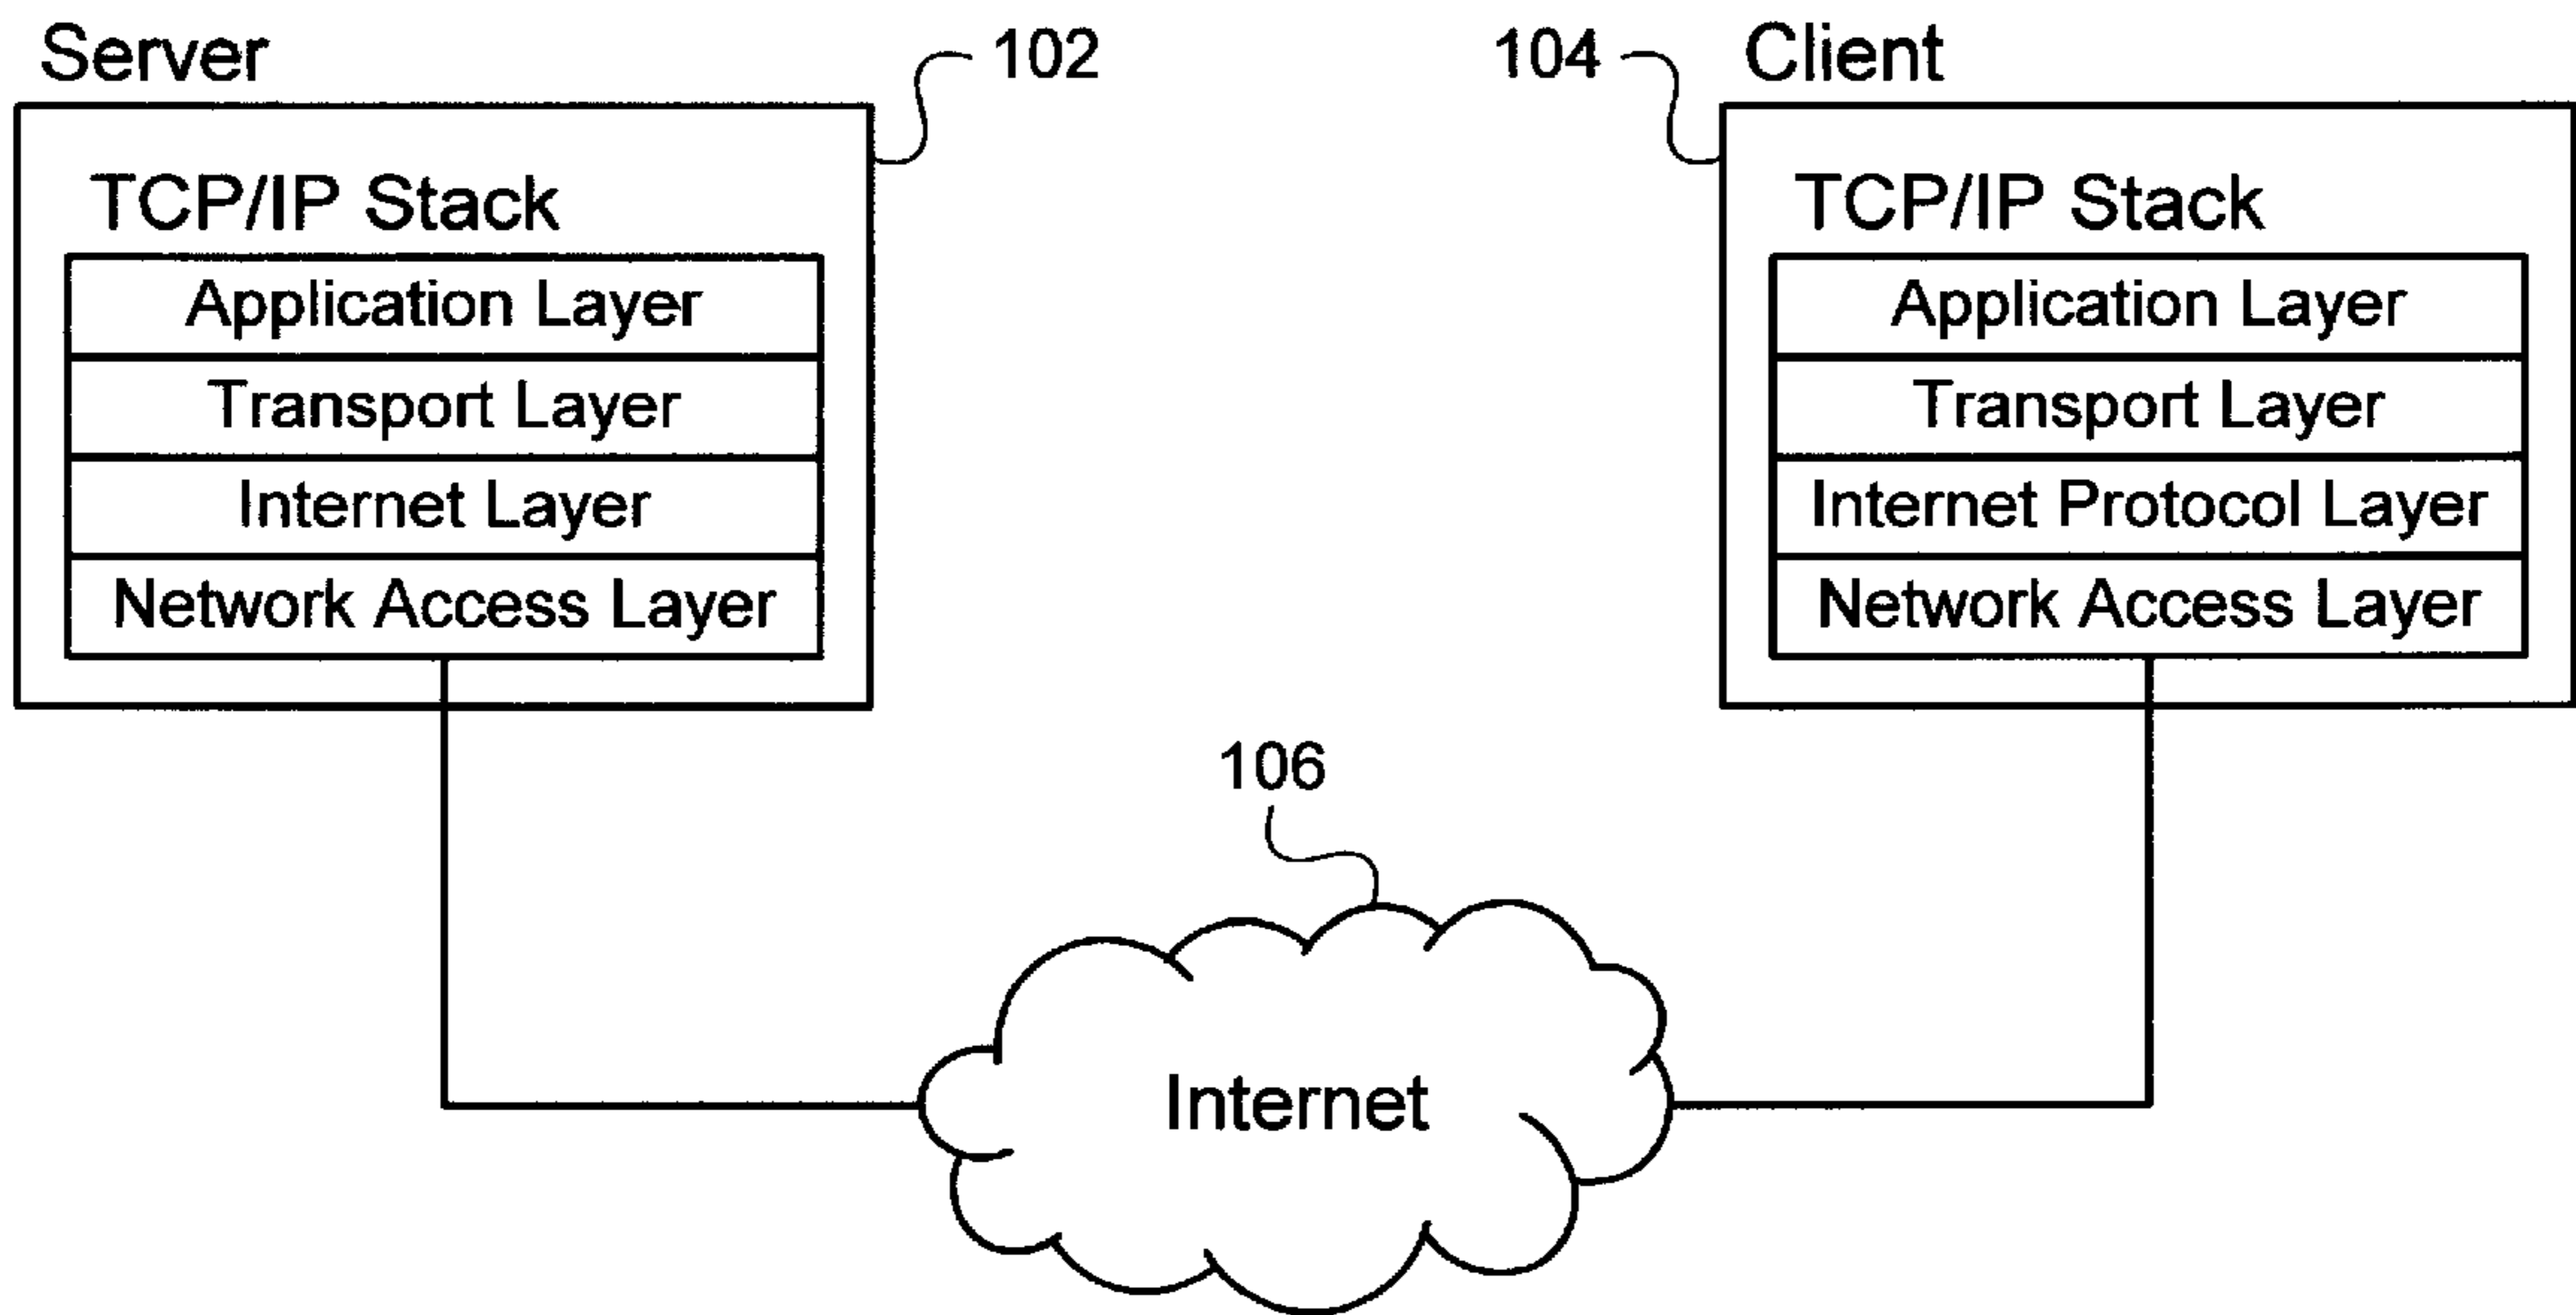 Server
102
TCP/IP Stack
Application Layer
Transport Layer
Internet Layer
Network Access Layer
104
Client
TCP/IP Stack
Application Layer
Transport Layer
Internet Protocol Layer
Network Access Layer
106
Internet